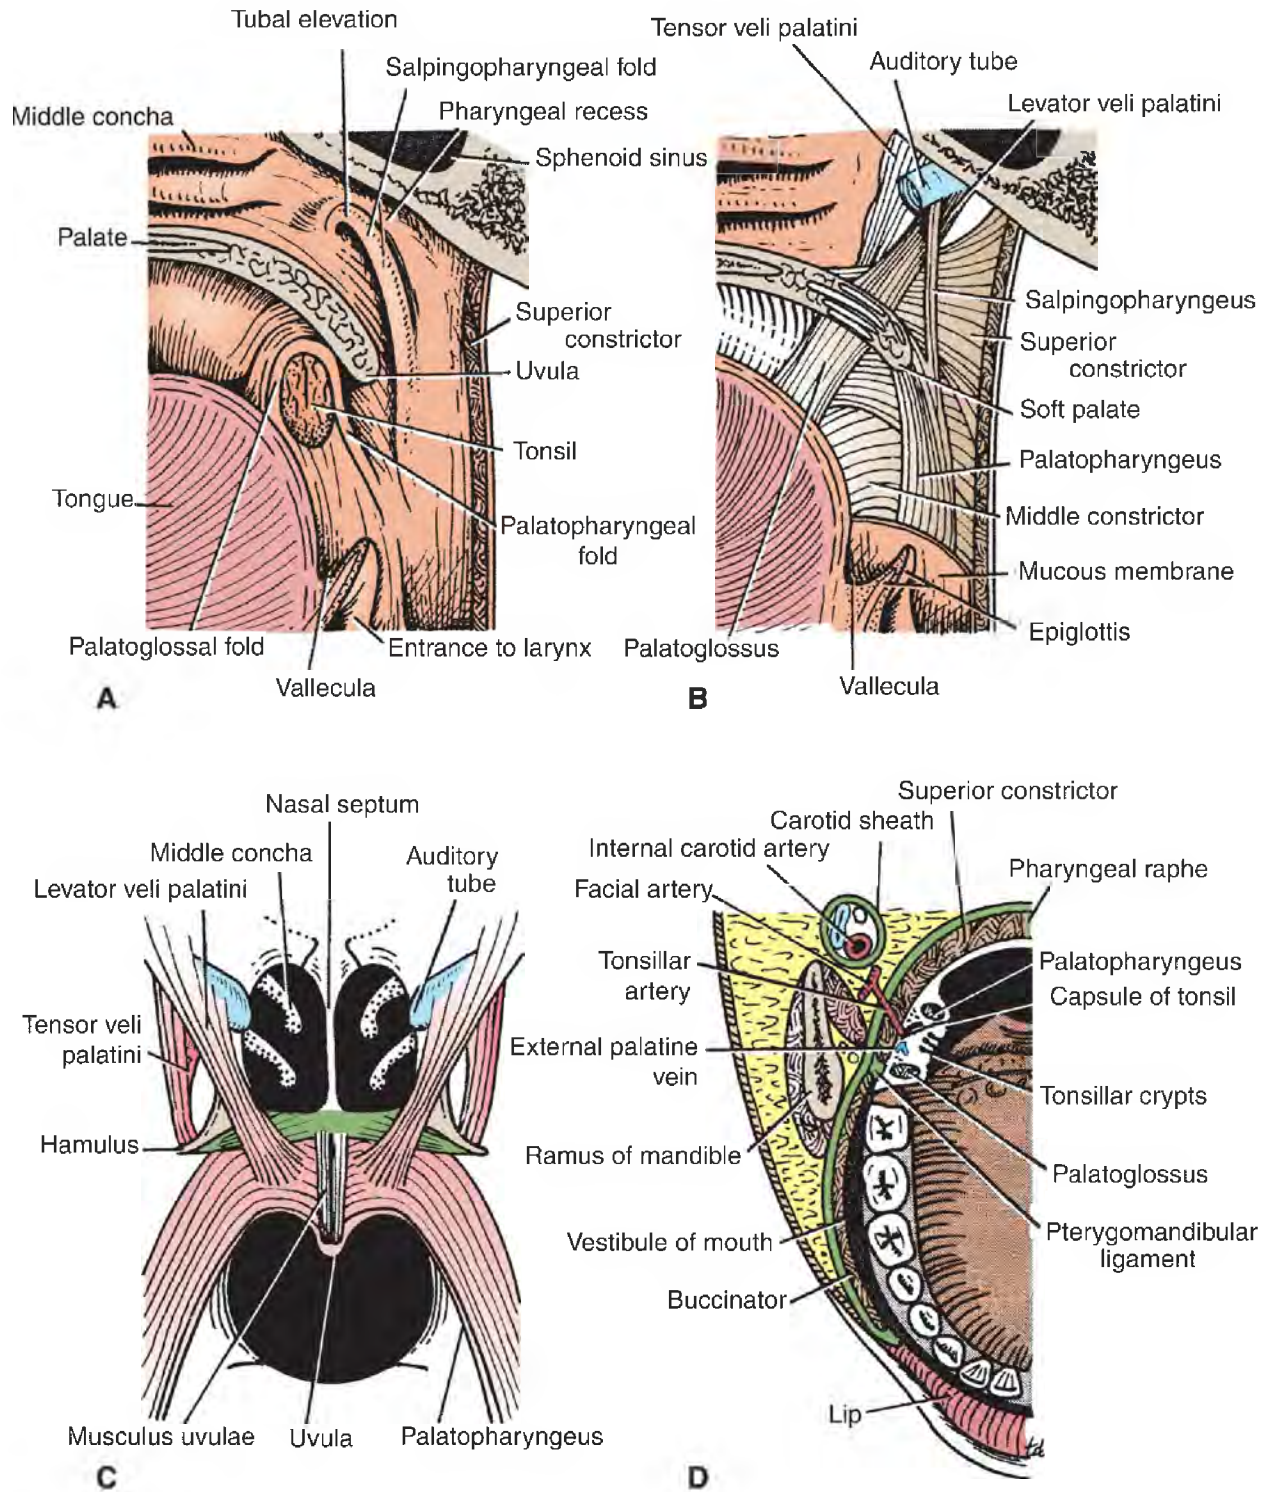 Tubal elevation
Salpingopharyngeal fold
Middle concha
Pharyngeal recess
Sphenoid sinus
Palate
Superior
constrictor
Uvula
Tonsil
Tongue
Palatopharyngeal
fold
Palatoglossal fold
Entrance to larynx
Vallecula
A
Tensor veli palatini
Auditory tube
Levator veli palatini
Salpingopharyngeus
Superior
constrictor
Soft palate
Palatopharyngeus
Middle constrictor
Mucous membrane
Epiglottis
Palatoglossus
Vallecula
B
Nasal septum
Middle concha
Auditory
tube
Levator veli palatini
Tensor veli
palatini
Hamulus
Musculus uvulae
Uvula
Palatopharyngeus
C
Superior constrictor
Carotid sheath
Internal carotid artery
Pharyngeal raphe
Facial artery
Tonsillar
artery
Palatopharyngeus
Capsule of tonsil
External palatine
vein
Tonsillar crypts
Ramus of mandible
Palatoglossus
Vestibule of mouth
Pterygomandibular
ligament
Buccinator
Lip
D